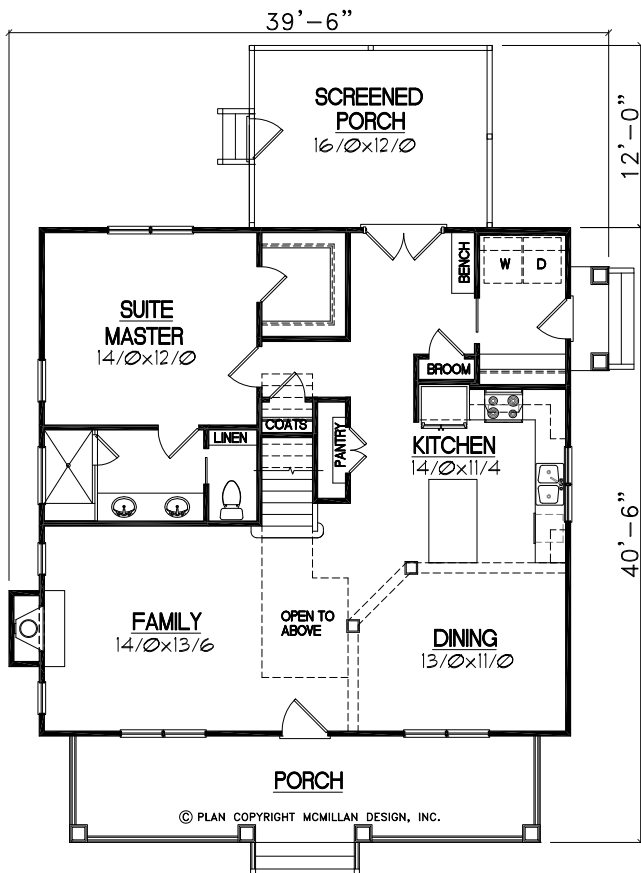 39'-6"
SCREENED
PORCH
16/0x12/0
12'-0"
BENCH
W D
SUITE
MASTER
14/0x12/0
BROOM
COATS
PANTRY
LINEN
KITCHEN
14/0x11/4
40'-6"
FAMILY
14/0x13/6
OPEN TO
ABOVE
DINING
13/0x11/0
PORCH
© PLAN COPYRIGHT MCMILLAN DESIGN, INC.